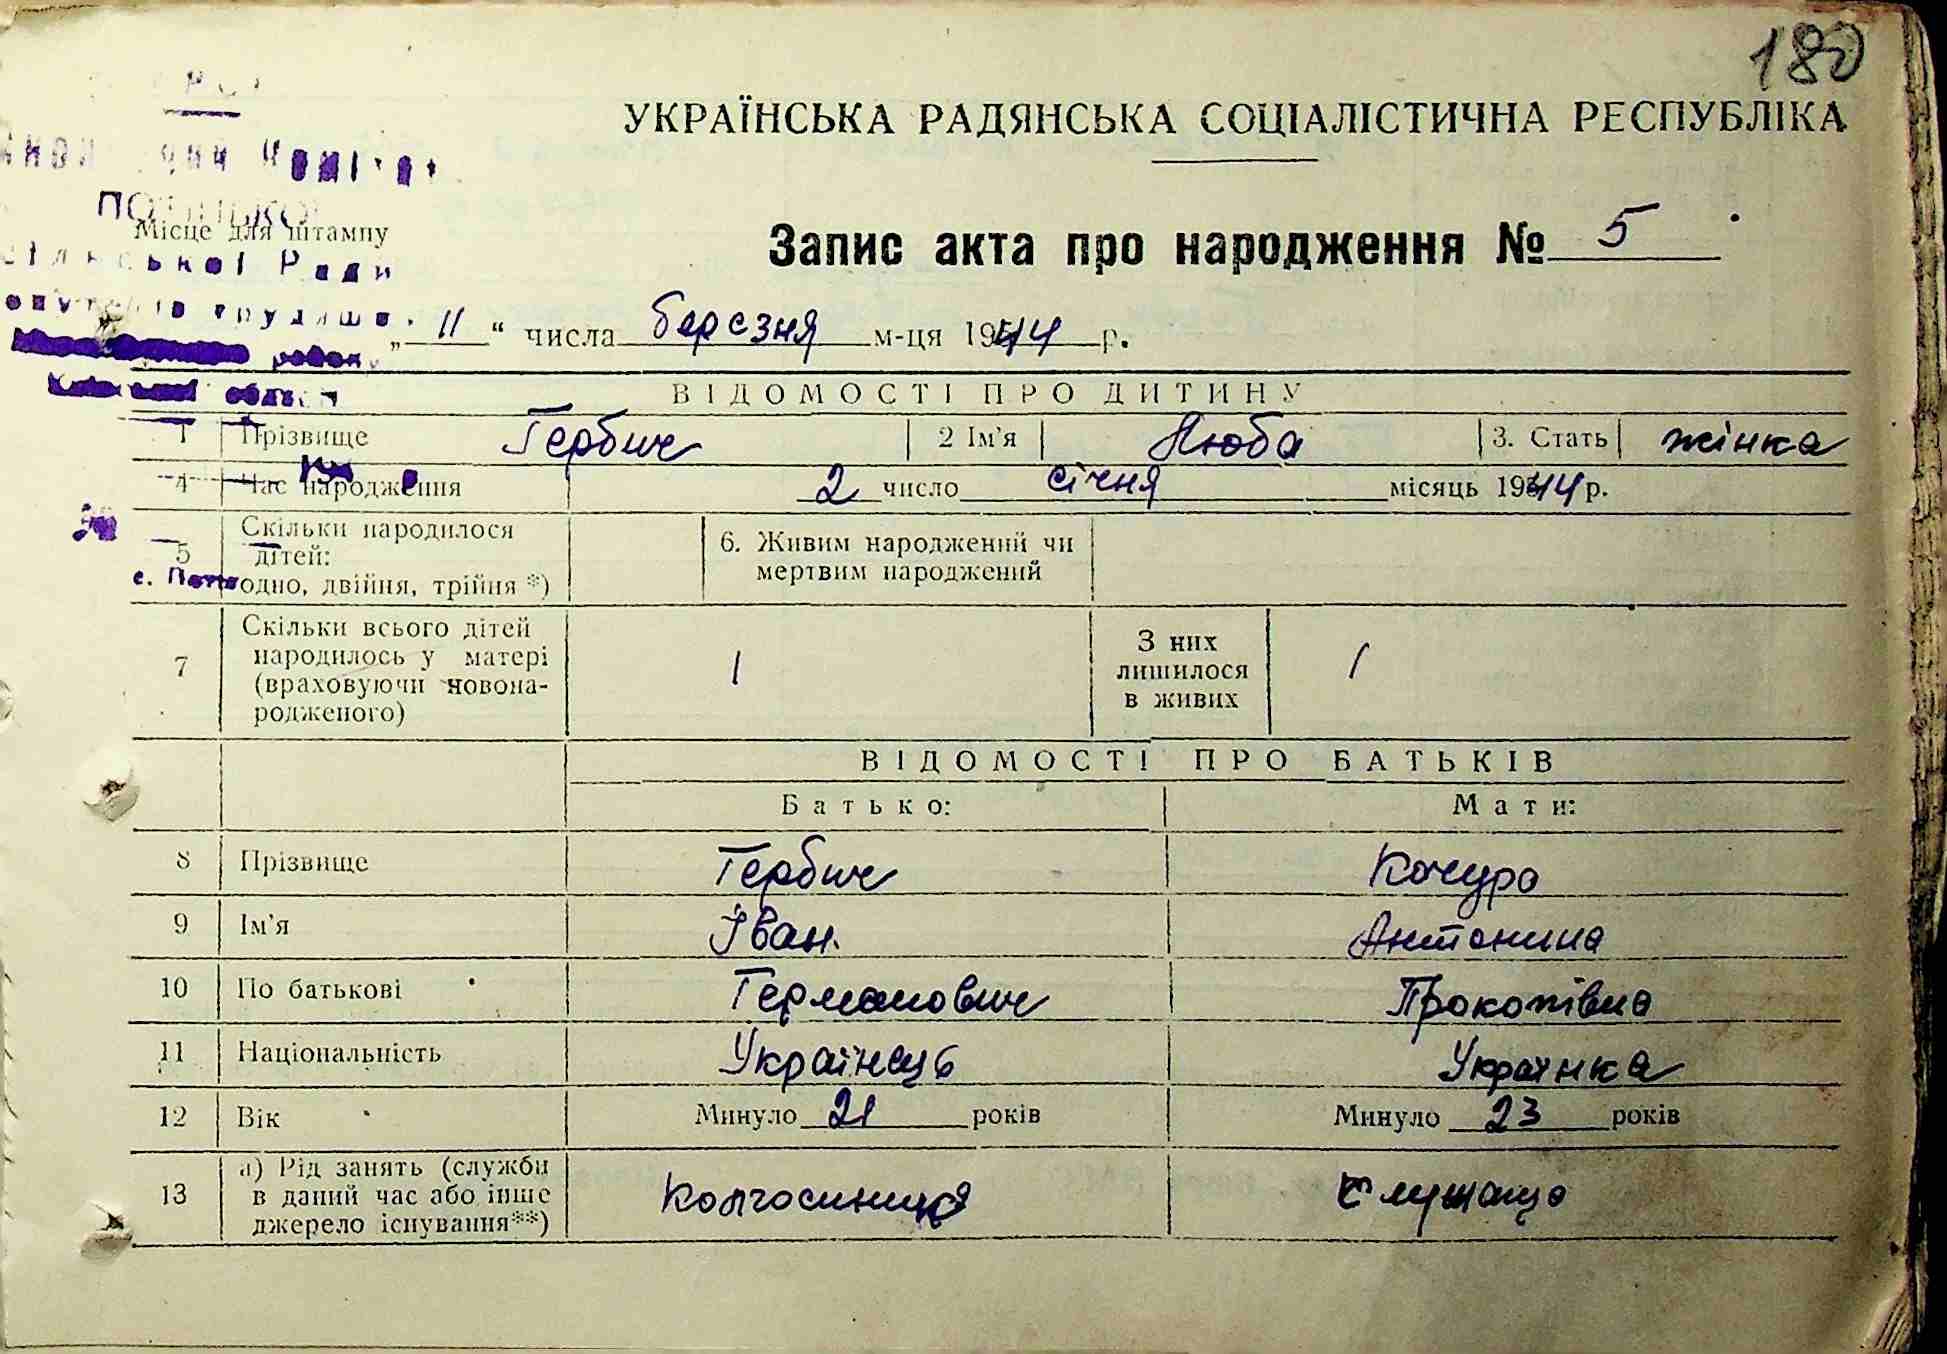 180
УКРАЇНСЬКА РАДЯНСЬКА СОЦІАЛІСТИЧНА РЕСПУБЛІКА
Місце для штампу
Ради
Запис акта про народження № 5
„ 11 “ числа березня м-ця 1944 р.
ВІДОМОСТІ ПРО ДИТИНУ
1 Прізвище Гербич 2 Ім’я Люба 3. Стать жінка
4 Час народження 2 число січня місяць 1944 р.
5 Скільки народилося дітей: одно, двійня, трійня *) 6. Живим народжений чи мертвим народжений
7 Скільки всього дітей народилось у матері (враховуючи новонародженого) 1 З них лишилося в живих 1
ВІДОМОСТІ ПРО БАТЬКІВ
Батько: Мати:
8 Прізвище Гербич Кочура
9 Ім’я Іван. Антонина
10 По батькові Германович Прокопівна
11 Національність Українець Українка
12 Вік Минуло 21 років Минуло 23 років
13 а) Рід занять (служби в даний час або інше джерело існування**) Колгоспниця Служаща